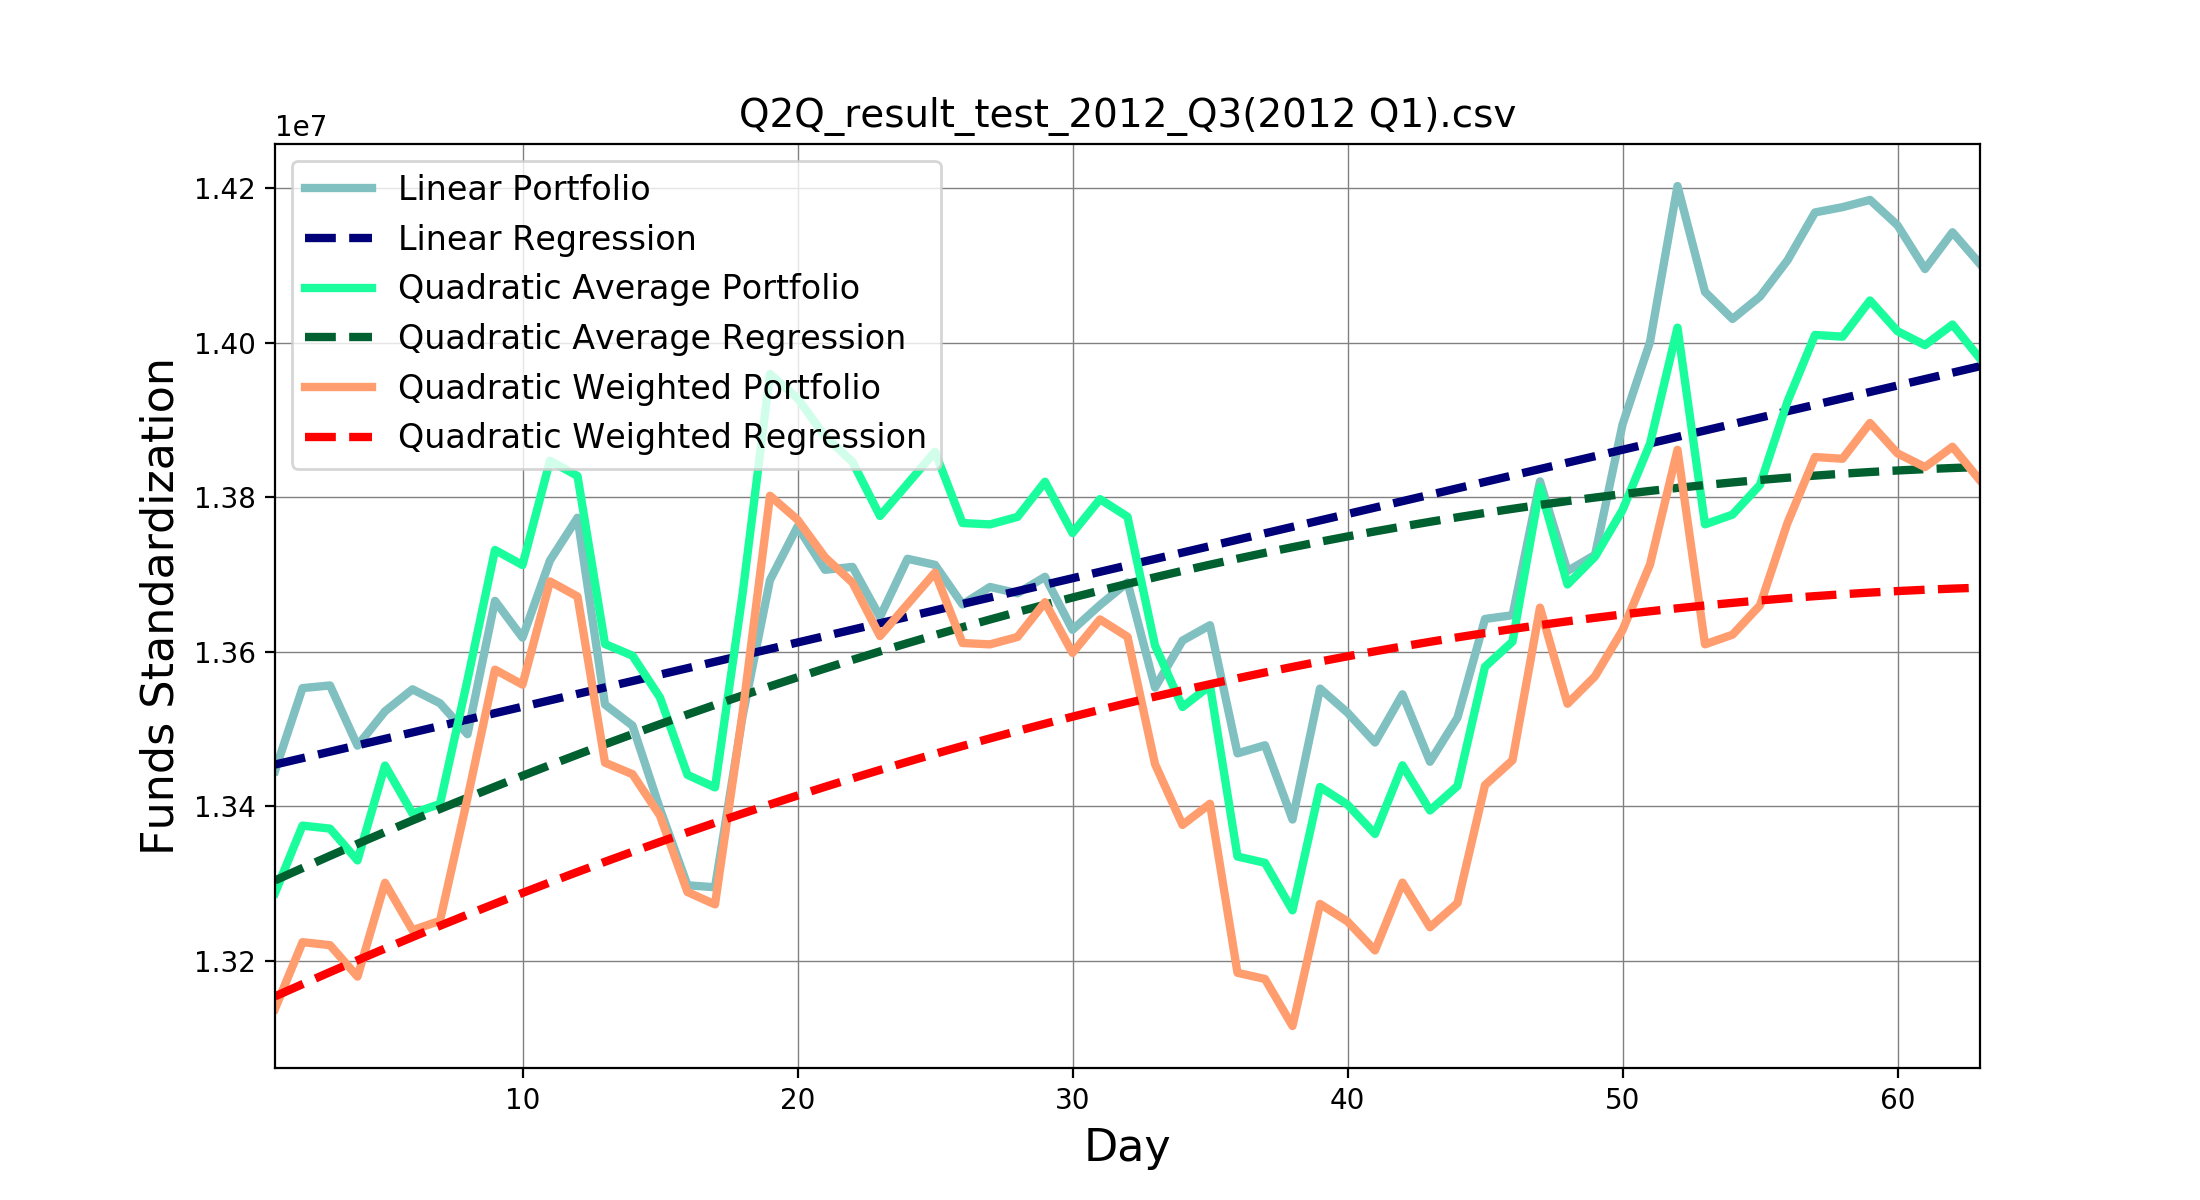 Q2Q_result_test_2012_Q3(2012 Q1).csv
1e7
Linear Portfolio
Linear Regression
Quadratic Average Portfolio
Quadratic Average Regression
Quadratic Weighted Portfolio
Quadratic Weighted Regression
1.42
1.40
1.38
1.36
1.34
1.32
Funds Standardization
10 20 30 40 50 60
Day